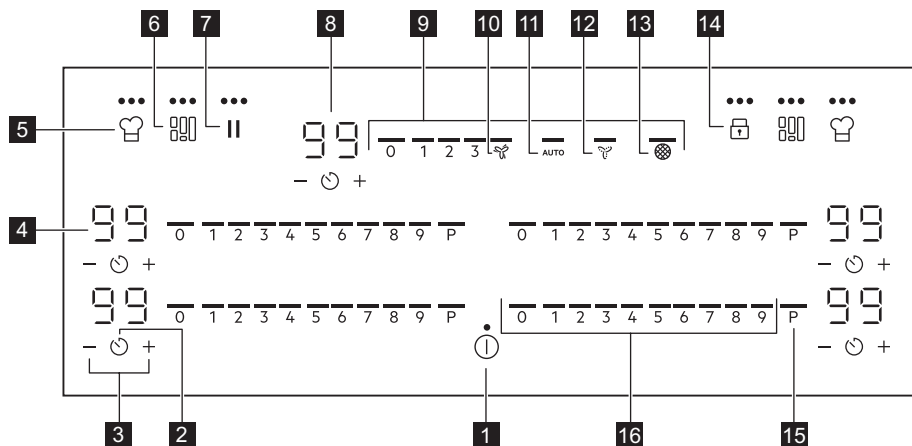 6 7 8 9 10 11 12 13 14
5
99 0 1 2 3 AUTO
− +
4 99 0 1 2 3 4 5 6 7 8 9 P 0 1 2 3 4 5 6 7 8 9 P 99
− + − +
99 0 1 2 3 4 5 6 7 8 9 P 0 1 2 3 4 5 6 7 8 9 P 99
− + − +
3 2 1 16 15